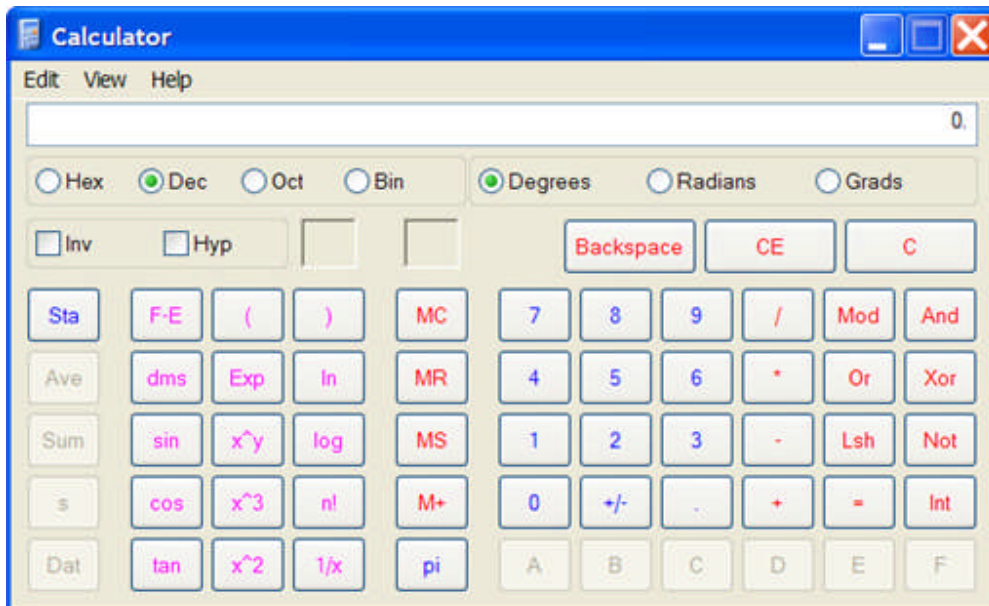 Calculator
Edit View Help
0.
Hex Dec Oct Bin Degrees Radians Grads
Inv Hyp Backspace CE C
Sta F-E ( ) MC 7 8 9 / Mod And
Ave dms Exp ln MR 4 5 6 * Or Xor
Sum sin x^y log MS 1 2 3 - Lsh Not
s cos x^3 n! M+ 0 +/- . + = Int
Dat tan x^2 1/x pi A B C D E F